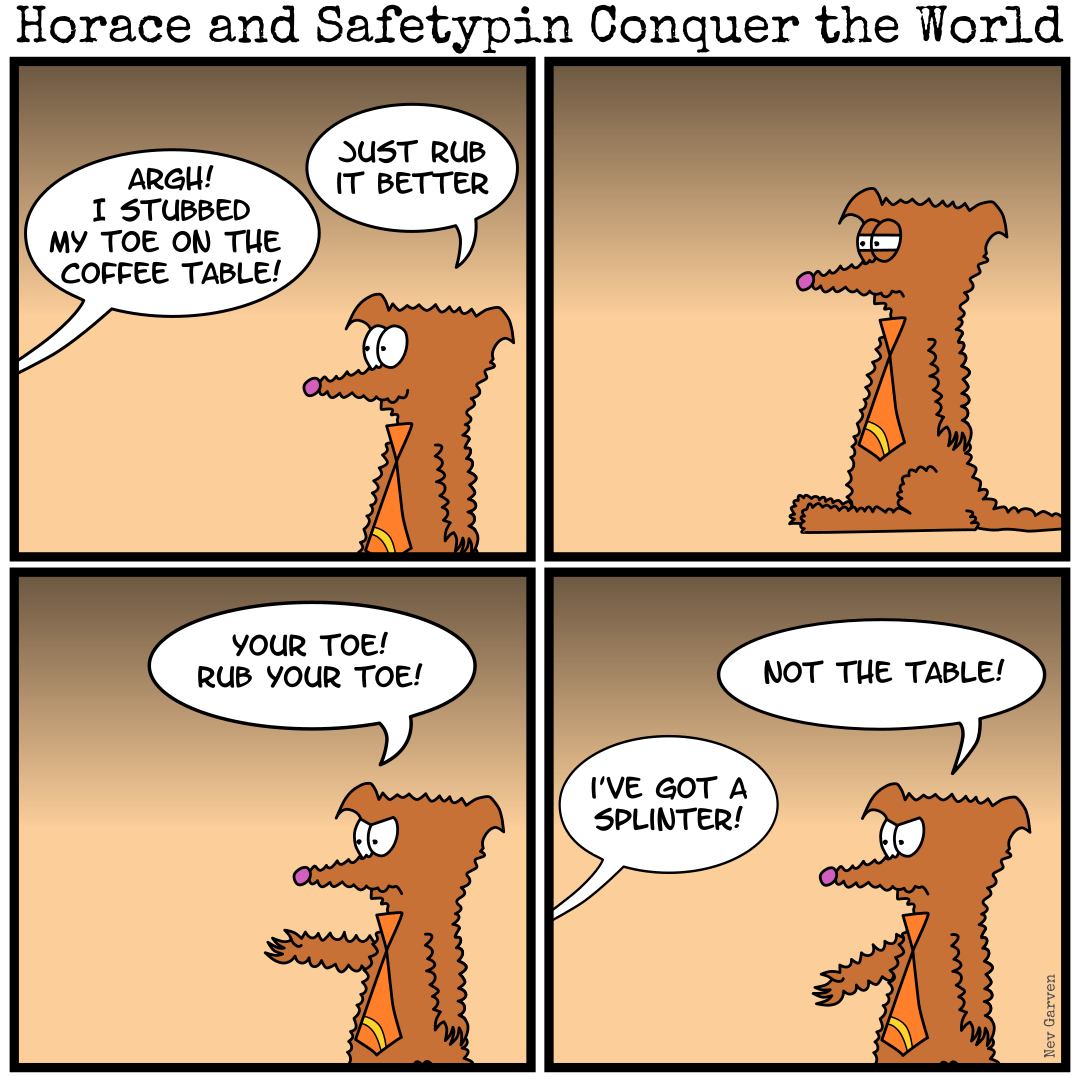 Horace and Safetypin Conquer the World
ARGH!
I STUBBED
MY TOE ON THE
COFFEE TABLE!
JUST RUB
IT BETTER
YOUR TOE!
RUB YOUR TOE!
NOT THE TABLE!
I'VE GOT A
SPLINTER!
Nev Garven